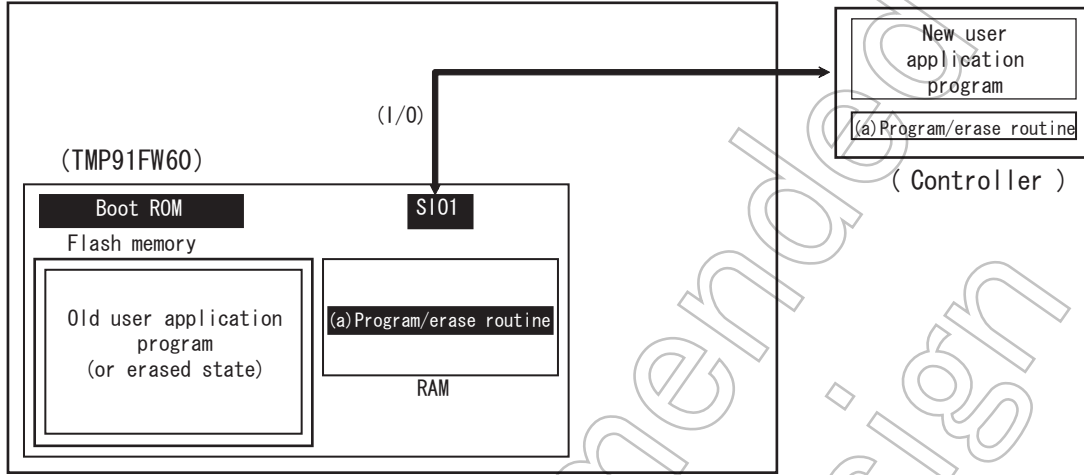 New user
application
program
(a)Program/erase routine
( Controller )
(I/O)
(TMP91FW60)
Boot ROM
SIO1
Flash memory
Old user application
program
(or erased state)
(a)Program/erase routine
RAM